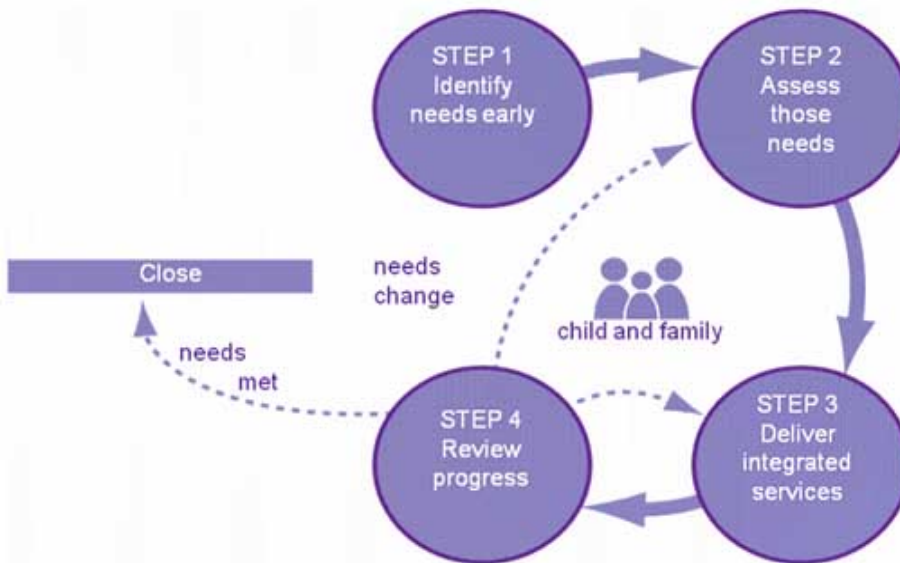 STEP 1
Identify
needs early
STEP 2
Assess
those
needs
Close
needs
change
child and family
needs
met
STEP 4
Review
progress
STEP 3
Deliver
integrated
services